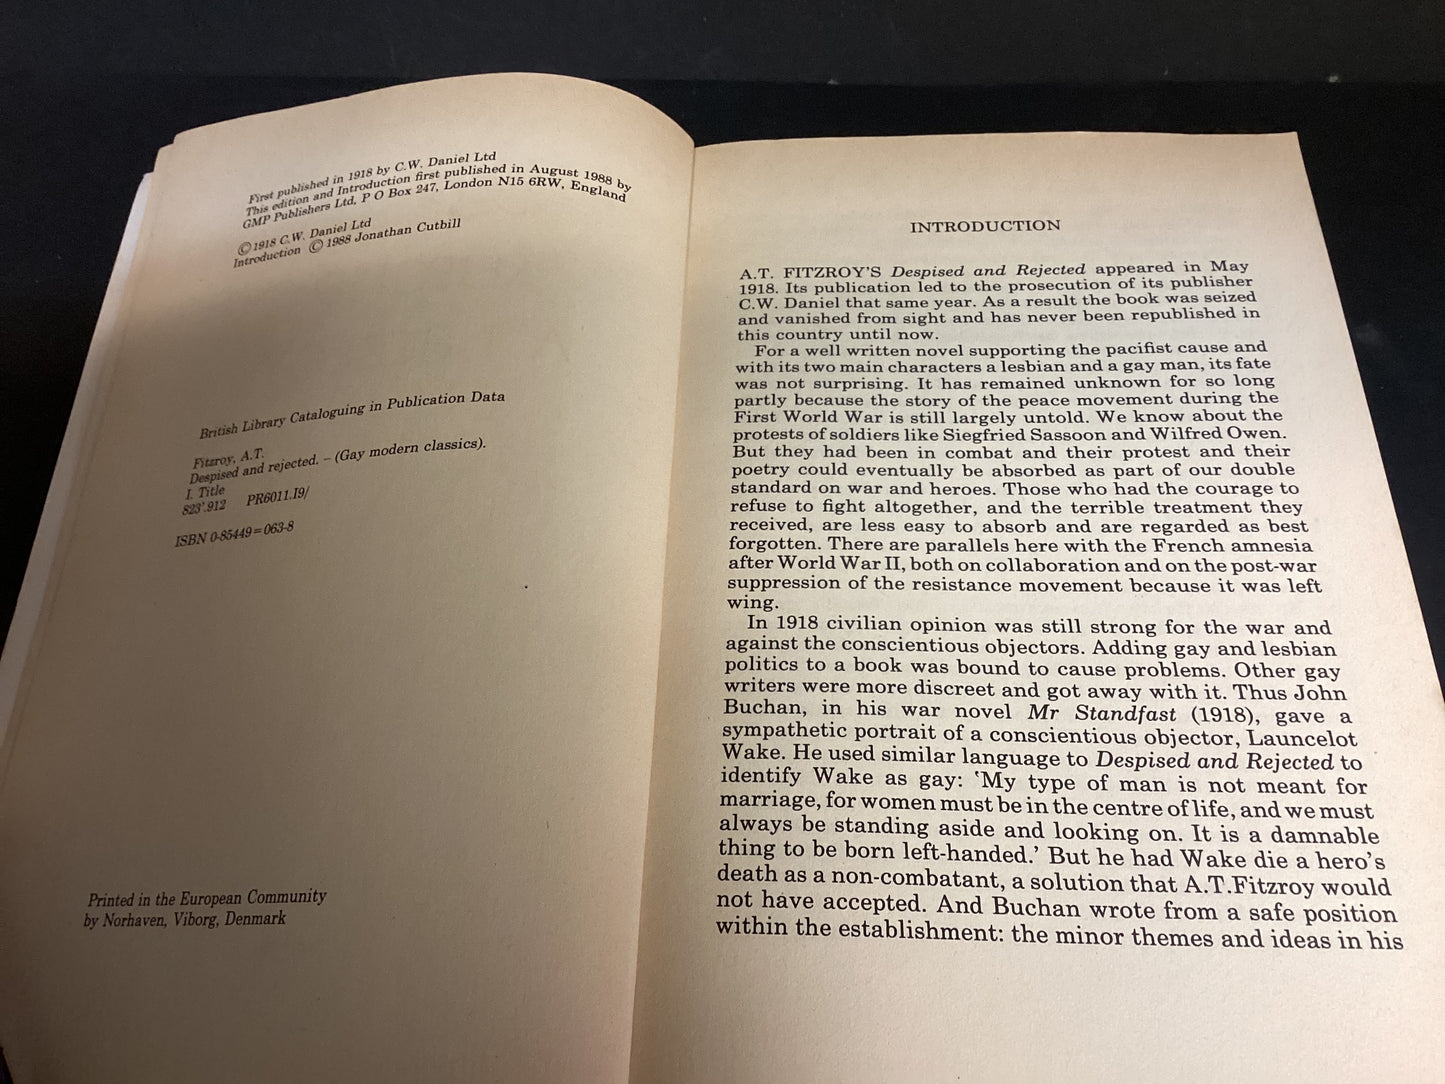 First published in 1918 by C.W. Daniel Ltd
This edition and Introduction first published in August 1988 by
GMP Publishers Ltd, P O Box 247, London N15 6RW, England
© 1918 C.W. Daniel Ltd
Introduction © 1988 Jonathan Cutbill
British Library Cataloguing in Publication Data
Fitzroy, A.T.
Despised and rejected. – (Gay modern classics).
I. Title
823'.912 PR6011.I9/
ISBN 0-85449=063-8
Printed in the European Community
by Norhaven, Viborg, Denmark
INTRODUCTION
A.T. FITZROY'S Despised and Rejected appeared in May
1918. Its publication led to the prosecution of its publisher
C.W. Daniel that same year. As a result the book was seized
and vanished from sight and has never been republished in
this country until now.
For a well written novel supporting the pacifist cause and
with its two main characters a lesbian and a gay man, its fate
was not surprising. It has remained unknown for so long
partly because the story of the peace movement during the
First World War is still largely untold. We know about the
protests of soldiers like Siegfried Sassoon and Wilfred Owen.
But they had been in combat and their protest and their
poetry could eventually be absorbed as part of our double
standard on war and heroes. Those who had the courage to
refuse to fight altogether, and the terrible treatment they
received, are less easy to absorb and are regarded as best
forgotten. There are parallels here with the French amnesia
after World War II, both on collaboration and on the post-war
suppression of the resistance movement because it was left
wing.
In 1918 civilian opinion was still strong for the war and
against the conscientious objectors. Adding gay and lesbian
politics to a book was bound to cause problems. Other gay
writers were more discreet and got away with it. Thus John
Buchan, in his war novel Mr Standfast (1918), gave a
sympathetic portrait of a conscientious objector, Launcelot
Wake. He used similar language to Despised and Rejected to
identify Wake as gay: 'My type of man is not meant for
marriage, for women must be in the centre of life, and we must
always be standing aside and looking on. It is a damnable
thing to be born left-handed.' But he had Wake die a hero's
death as a non-combatant, a solution that A.T.Fitzroy would
not have accepted. And Buchan wrote from a safe position
within the establishment: the minor themes and ideas in his